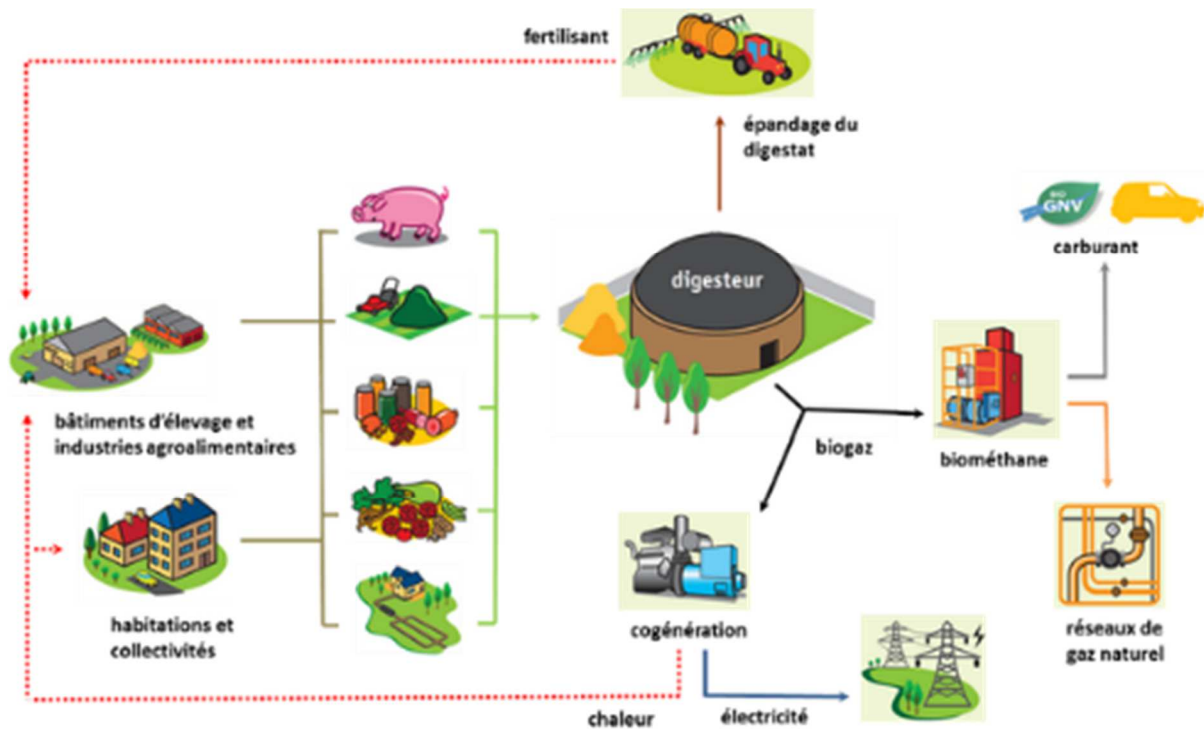 fertilisant
épandage du
digestat
BIO
GNV
carburant
digesteur
bâtiments d'élevage et
industries agroalimentaires
biogaz
biométhane
habitations et
collectivités
cogénération
réseaux de
gaz naturel
chaleur
électricité